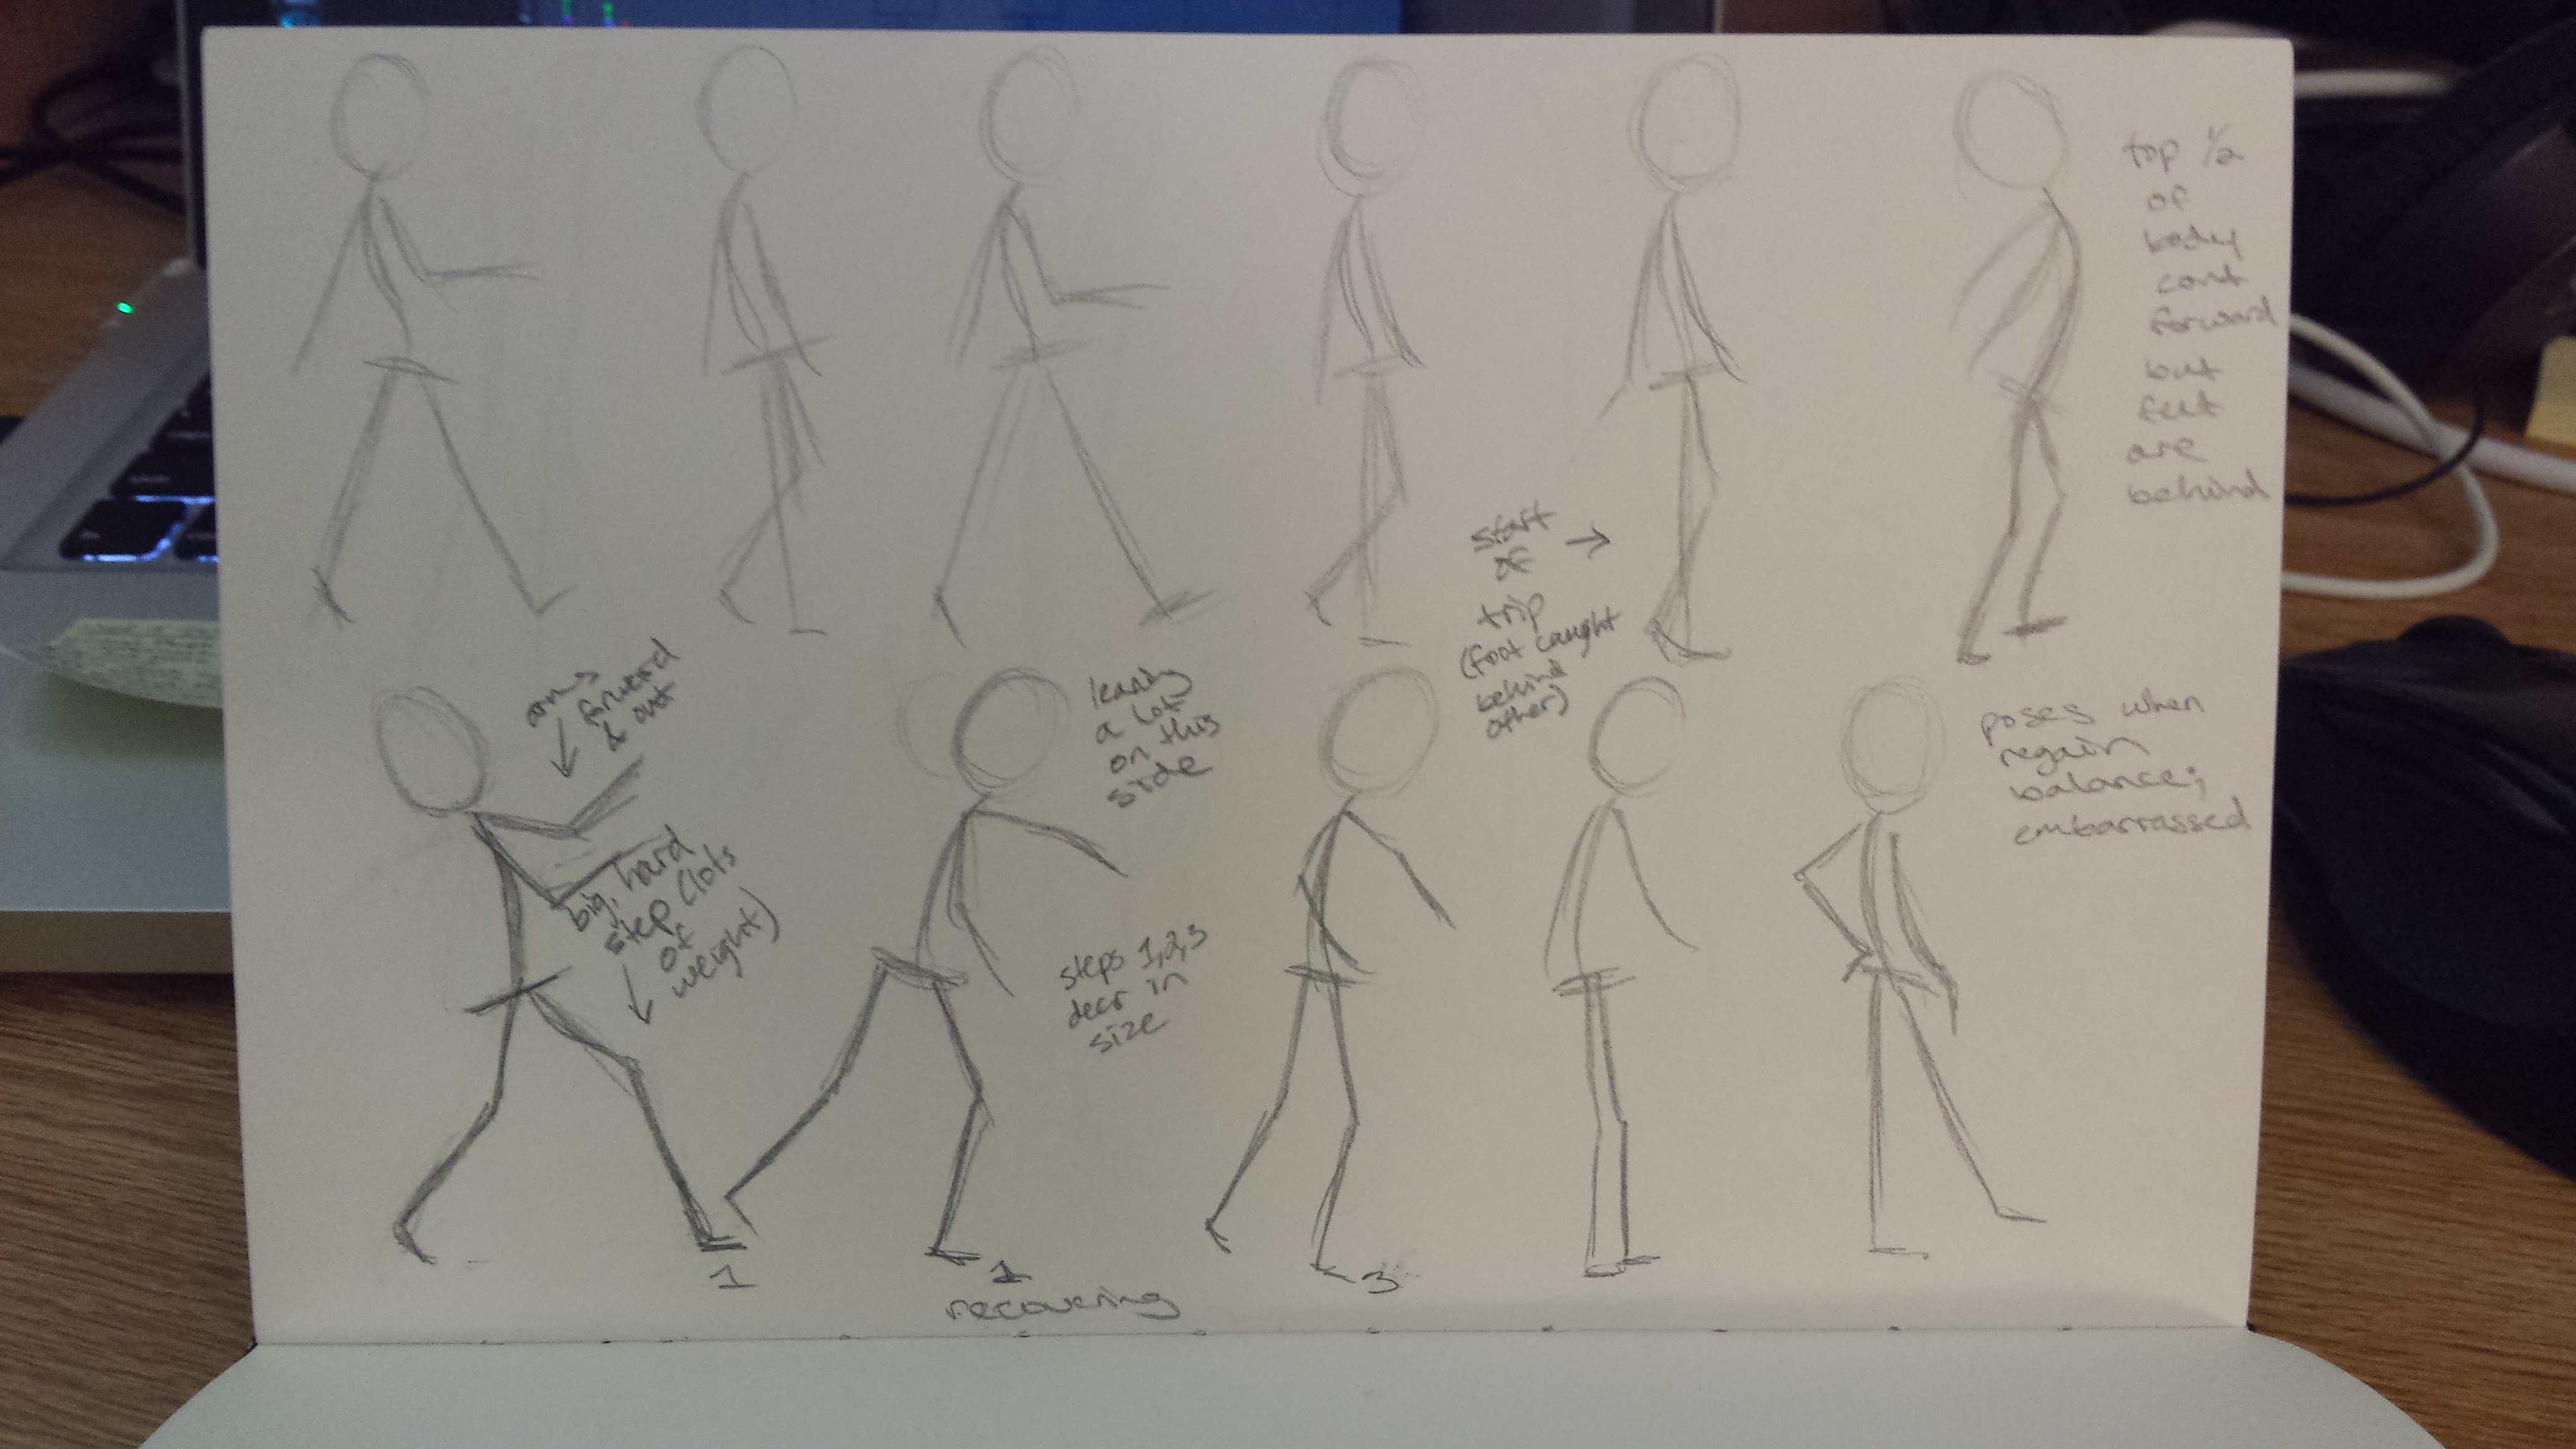 top 1/2
of
body
cont
forward
but
feet
are
behind
start
of →
trip
(foot caught
behind
other)
arms
forward
& out
big, hard
step (lots
of
weight)
leaning
a lot
on this
side
steps 1,2,3
decr in
size
poses when
regain
balance;
embarrassed
1
3
recovering